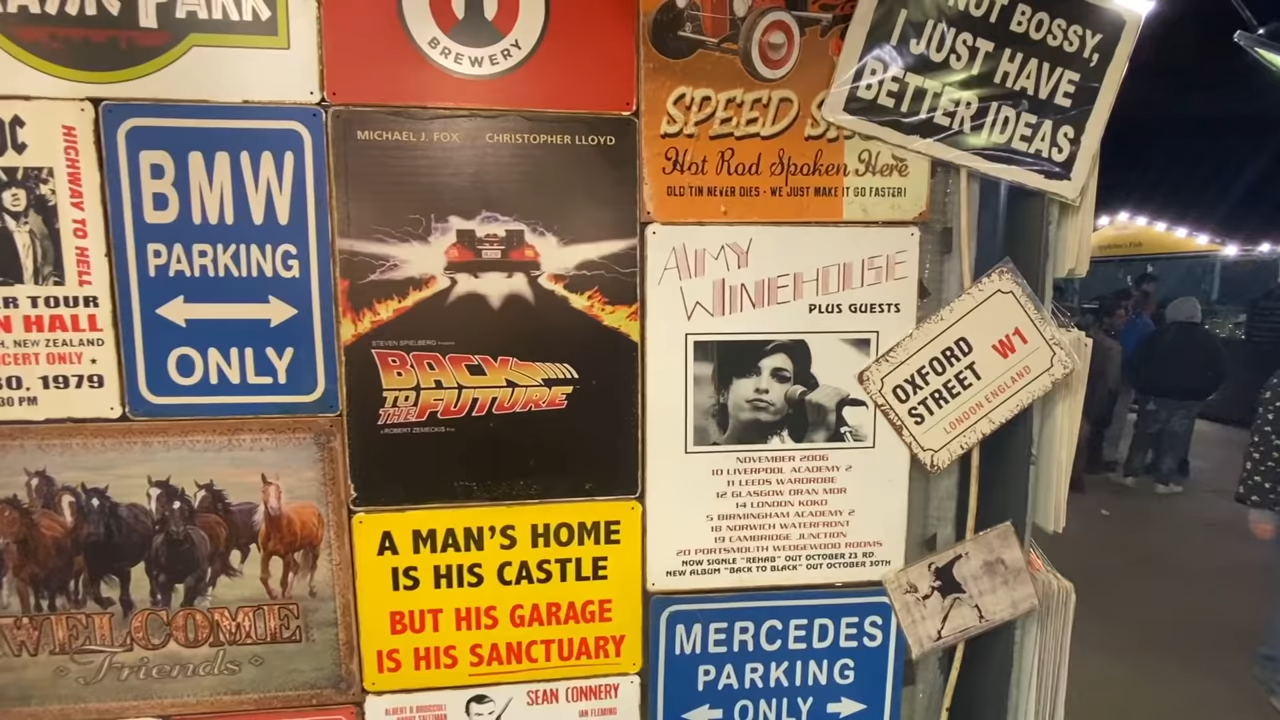 PARK
BREWERY
SPEED
Hot Rod Spoken Here
OLD TIN NEVER DIES - WE JUST MAKE IT GO FASTER!
NOT BOSSY,
I JUST HAVE
BETTER IDEAS
HIGHWAY TO HELL
TOUR
HALL
NEW ZEALAND
ONLY ★
30, 1979
30 PM
BMW
PARKING
ONLY
MICHAEL J. FOX CHRISTOPHER LLOYD
STEVEN SPIELBERG Presents
BACK
TO THE FUTURE
A ROBERT ZEMECKIS Film
AMY
WINEHOUSE
PLUS GUESTS
NOVEMBER 2006
10 LIVERPOOL ACADEMY 2
11 LEEDS WARDROBE
12 GLASGOW ORAN MOR
14 LONDON KOKO
5 BIRMINGHAM ACADEMY 2
18 NORWICH WATERFRONT
19 CAMBRIDGE JUNCTION
20 PORTSMOUTH WEDGEWOOD ROOMS
NOW SIGNLE "REHAB" OUT OCTOBER 23 RD.
NEW ALBUM "BACK TO BLACK" OUT OCTOBER 30TH
OXFORD
STREET W1
LONDON ENGLAND
WELCOME
Friends
A MAN'S HOME
IS HIS CASTLE
BUT HIS GARAGE
IS HIS SANCTUARY
MERCEDES
PARKING
ONLY
ALBERT R. BROCCOLI
SEAN CONNERY
IAN FLEMING